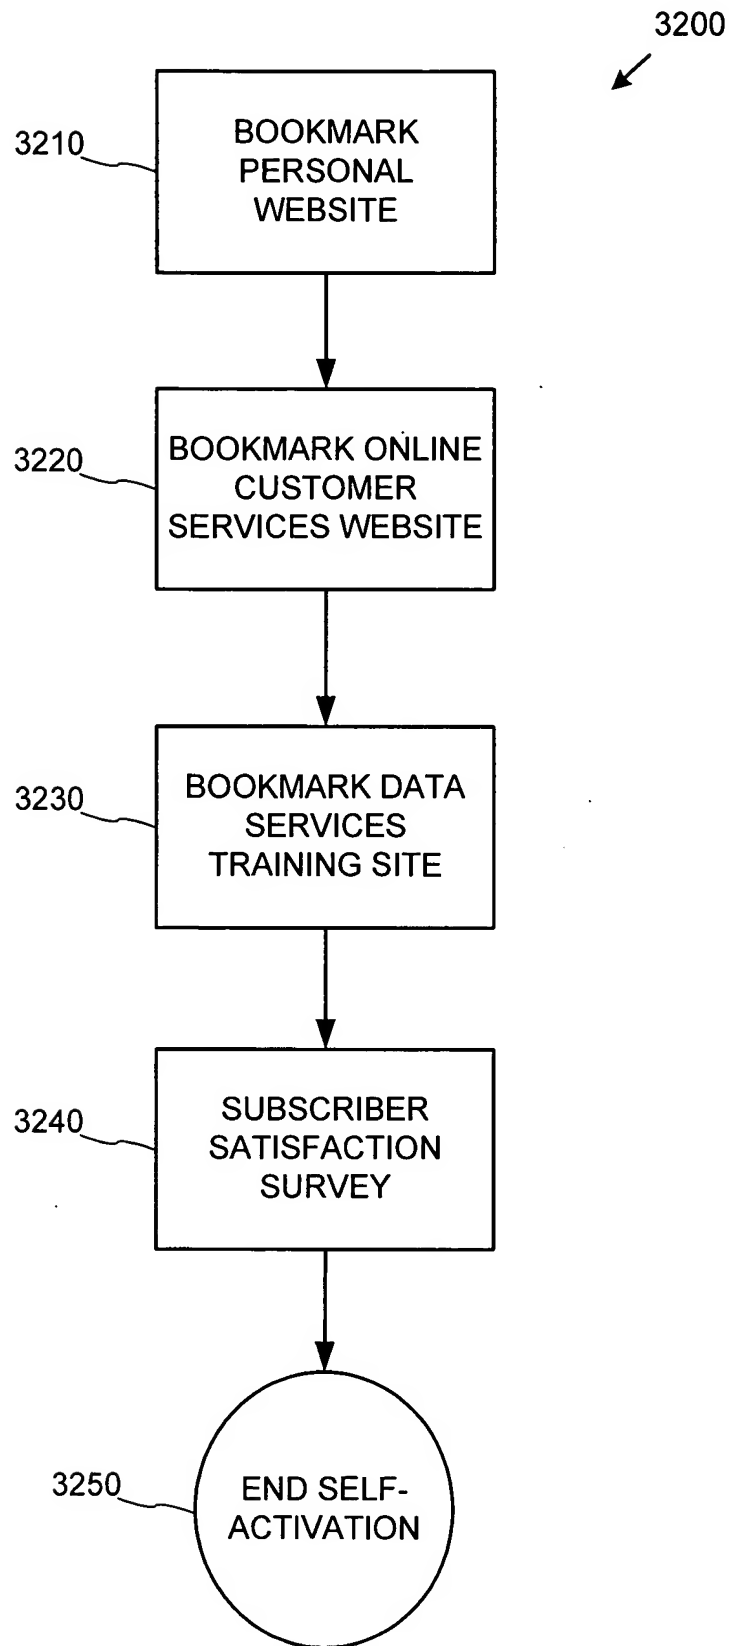 3200
3210
BOOKMARK
PERSONAL
WEBSITE
3220
BOOKMARK ONLINE
CUSTOMER
SERVICES WEBSITE
3230
BOOKMARK DATA
SERVICES
TRAINING SITE
3240
SUBSCRIBER
SATISFACTION
SURVEY
3250
END SELF-
ACTIVATION